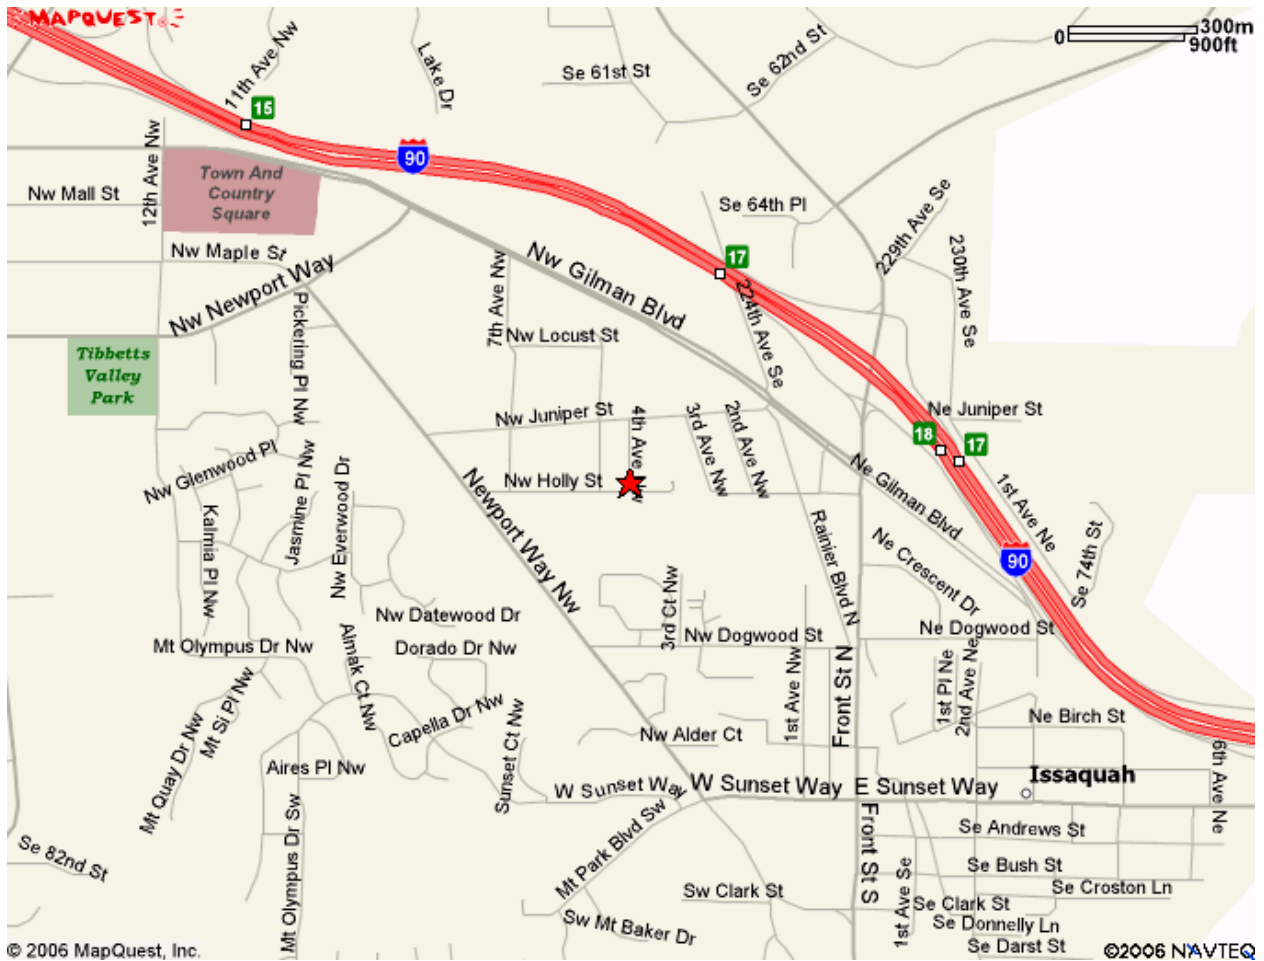 MAPQUEST
300m
0
900ft
11th Ave Nw
Lake Dr
Se 61st St
Se 62nd St
15
90
12th Ave Nw
Town And
Country
Square
Nw Mall St
Se 64th Pl
229th Ave Se
230th Ave Se
Nw Maple St
Nw Newport Way
7th Ave Nw
Nw Gilman Blvd
17
224th Ave Se
Pickering Pl Nw
Nw Locust St
Tibbetts
Valley
Park
Nw Juniper St
4th Ave Nw
3rd Ave Nw
2nd Ave Nw
Ne Juniper St
18
17
Nw Glenwood Pl
Jasmine Pl Nw
Nw Everwood Dr
Newport Way Nw
Nw Holly St
Ne Gilman Blvd
1st Ave Ne
Kalmia Pl Nw
Rainier Blvd N
Ne Crescent Dr
90
Se 74th St
Nw Datewood Dr
3rd Ct Nw
Nw Dogwood St
Ne Dogwood St
Mt Olympus Dr Nw
Almak Ct Nw
Dorado Dr Nw
Mt Si Pl Nw
Mt Quay Dr Nw
Capella Dr Nw
Sunset Ct Nw
1st Ave Nw
Front St N
1st Pl Ne
2nd Ave Ne
Ne Birch St
Nw Alder Ct
Aires Pl Nw
W Sunset Way
W Sunset Way
E Sunset Way
Issaquah
6th Ave Ne
Mt Olympus Dr Sw
Mt Park Blvd Sw
Front St S
Se Andrews St
Se 82nd St
Se Bush St
Se Croston Ln
Sw Clark St
1st Ave Se
Se Clark St
Sw Mt Baker Dr
Se Donnelly Ln
Se Darst St
© 2006 MapQuest, Inc.
©2006 NAVTEQ